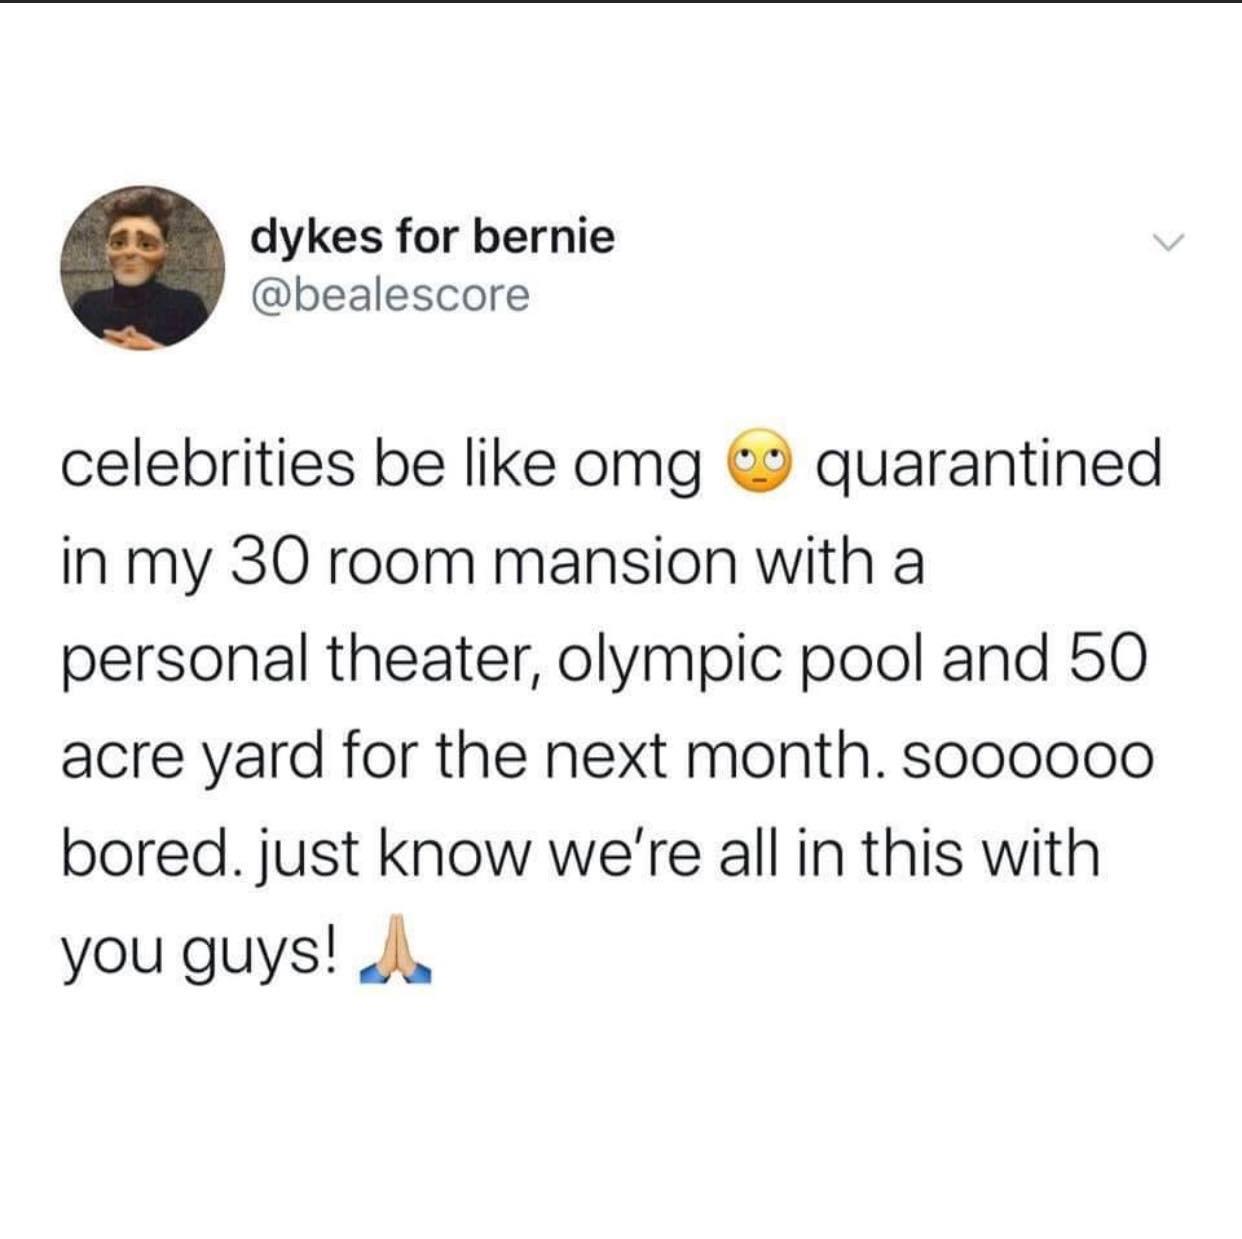 dykes for bernie
@bealescore
celebrities be like omg 🙄 quarantined
in my 30 room mansion with a
personal theater, olympic pool and 50
acre yard for the next month. soooooo
bored. just know we're all in this with
you guys! 🙏🏼